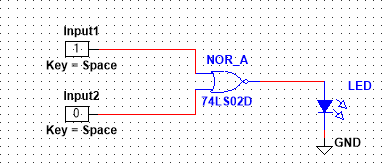 Input1
1
Key = Space
NOR_A
74LS02D
LED
Input2
0
Key = Space
GND